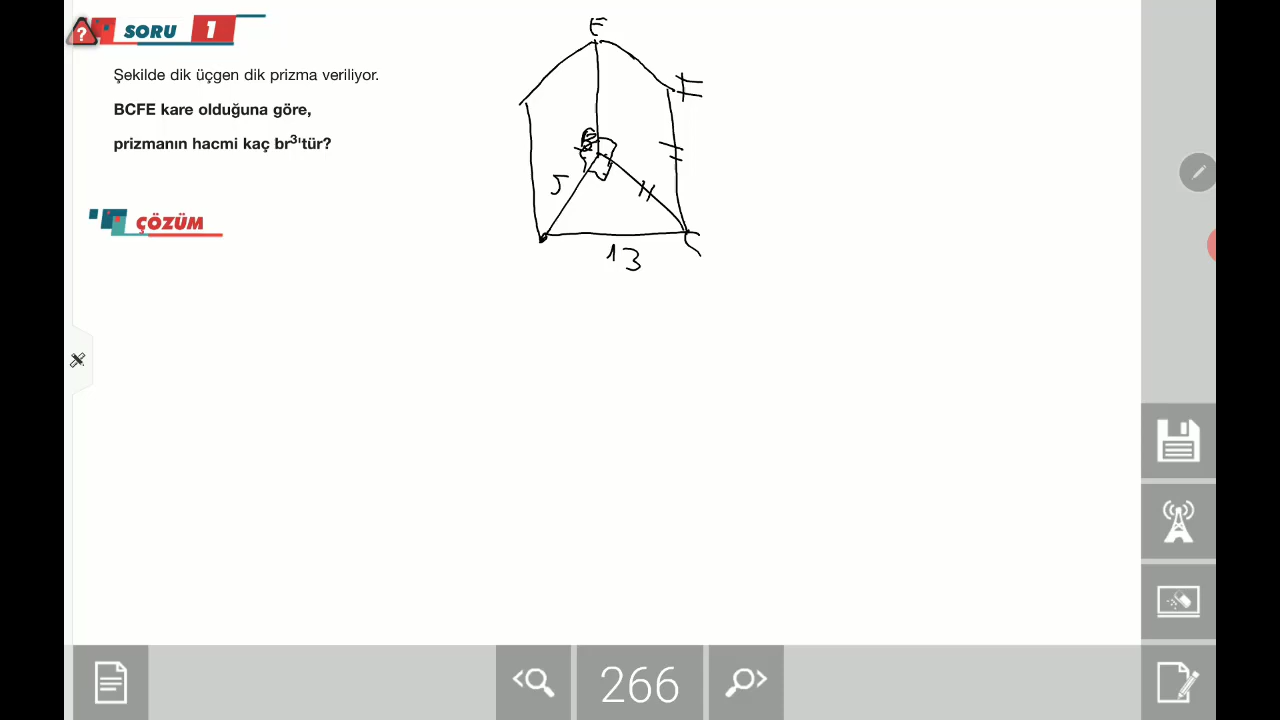 SORU 1
Şekilde dik üçgen dik prizma veriliyor.
BCFE kare olduğuna göre,
prizmanın hacmi kaç br³'tür?
ÇÖZÜM
E
F
B
5
C
13
266